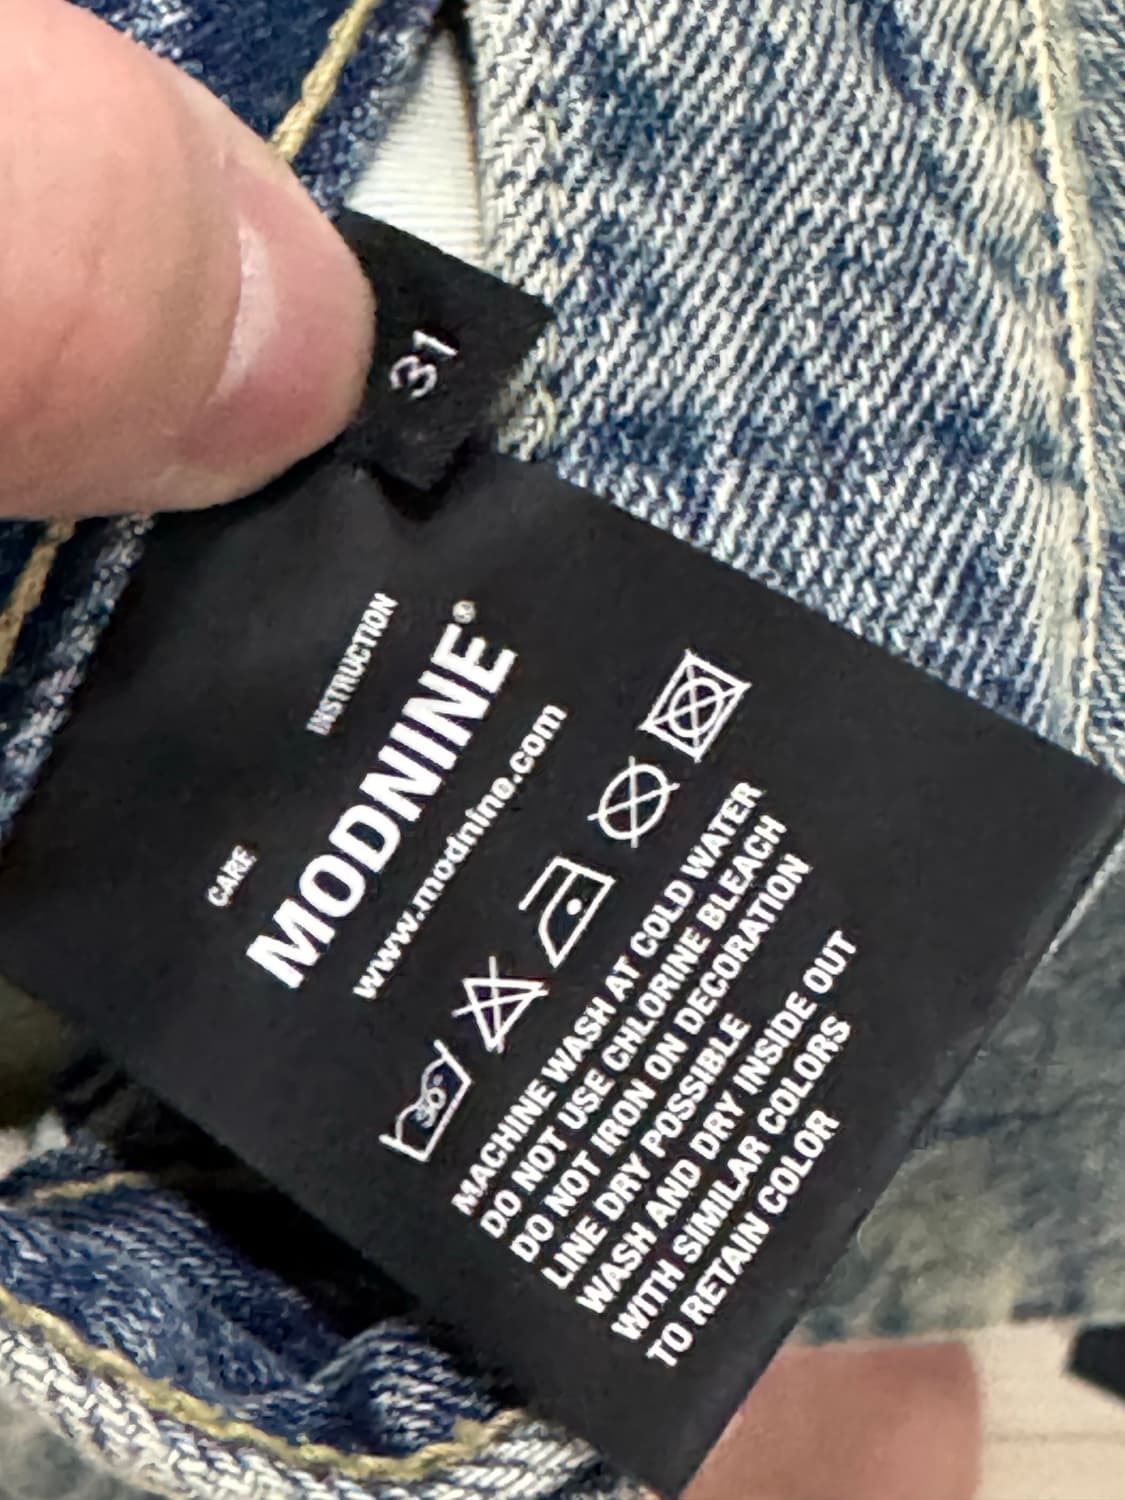 31
CARE INSTRUCTION
MODNINE®
www.modnine.com
30°
MACHINE WASH AT COLD WATER
DO NOT USE CHLORINE BLEACH
DO NOT IRON ON DECORATION
LINE DRY POSSIBLE
WASH AND DRY INSIDE OUT
WITH SIMILAR COLORS
TO RETAIN COLOR